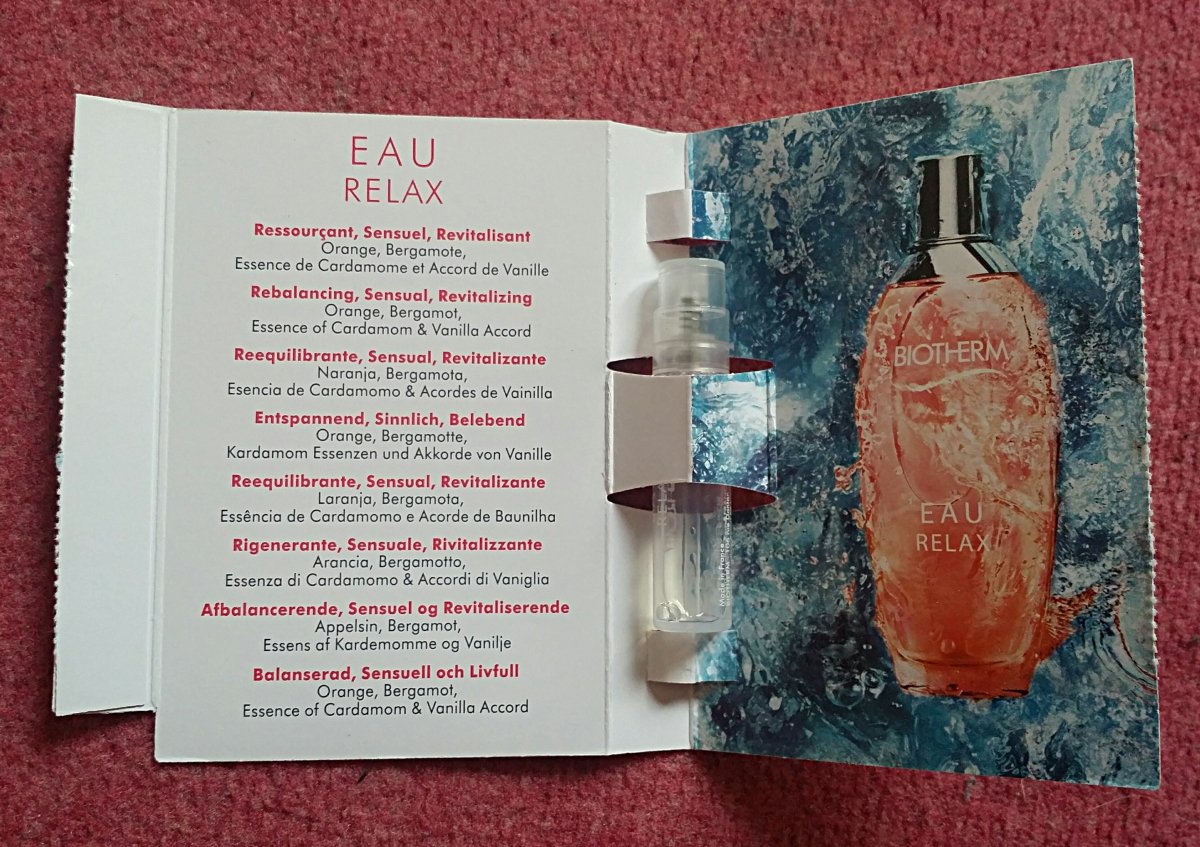 EAU
RELAX
Ressourçant, Sensuel, Revitalisant
Orange, Bergamote,
Essence de Cardamome et Accord de Vanille
Rebalancing, Sensual, Revitalizing
Orange, Bergamot,
Essence of Cardamom & Vanilla Accord
Reequilibrante, Sensual, Revitalizante
Naranja, Bergamota,
Esencia de Cardamomo & Acordes de Vainilla
Entspannend, Sinnlich, Belebend
Orange, Bergamotte,
Kardamom Essenzen und Akkorde von Vanille
Reequilibrante, Sensual, Revitalizante
Laranja, Bergamota,
Essência de Cardamomo e Acorde de Baunilha
Rigenerante, Sensuale, Rivitalizzante
Arancia, Bergamotto,
Essenza di Cardamomo & Accordi di Vaniglia
Afbalancerende, Sensuel og Revitaliserende
Appelsin, Bergamot,
Essens af Kardemomme og Vanilje
Balanserad, Sensuell och Livfull
Orange, Bergamot,
Essence of Cardamom & Vanilla Accord
Made in France
BIOTHERM
EAU
RELAX